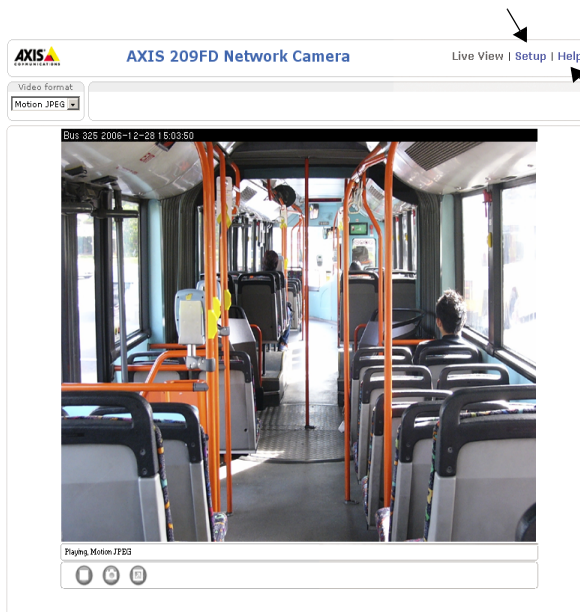 AXIS
COMMUNICATIONS
AXIS 209FD Network Camera
Live View | Setup | Help
Video format
Motion JPEG
Bus 325 2006-12-28 15:03:50
Playing, Motion JPEG